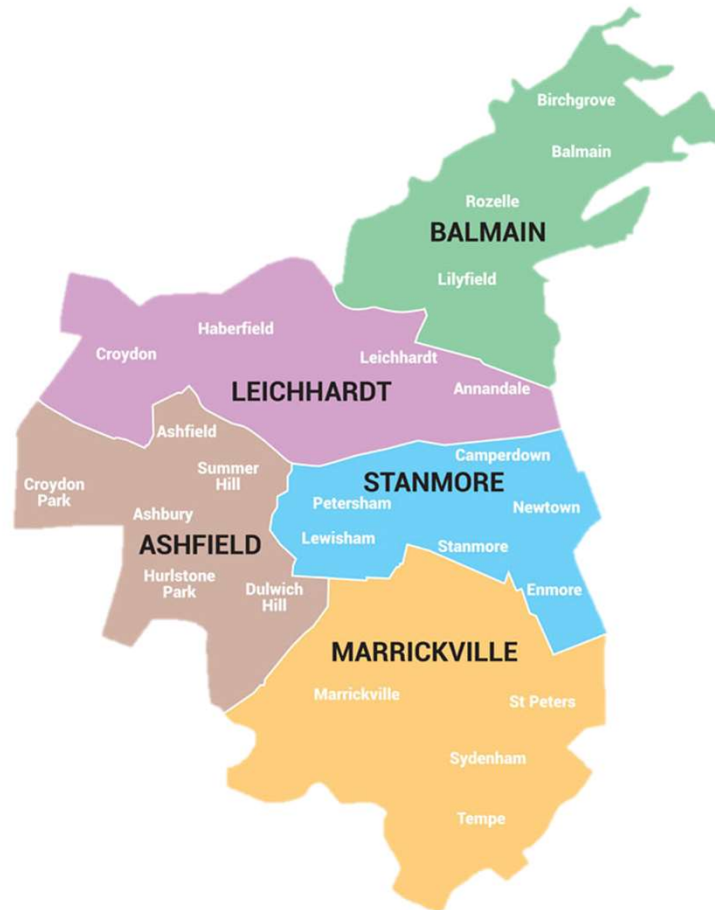 Birchgrove
Balmain
Rozelle
BALMAIN
Lilyfield
Haberfield
Croydon
Leichhardt
LEICHHARDT
Annandale
Ashfield
Summer
Hill
Croydon
Park
Ashbury
ASHFIELD
Hurlstone
Park
Dulwich
Hill
Camperdown
STANMORE
Petersham
Newtown
Lewisham
Stanmore
Enmore
MARRICKVILLE
Marrickville
St Peters
Sydenham
Tempe